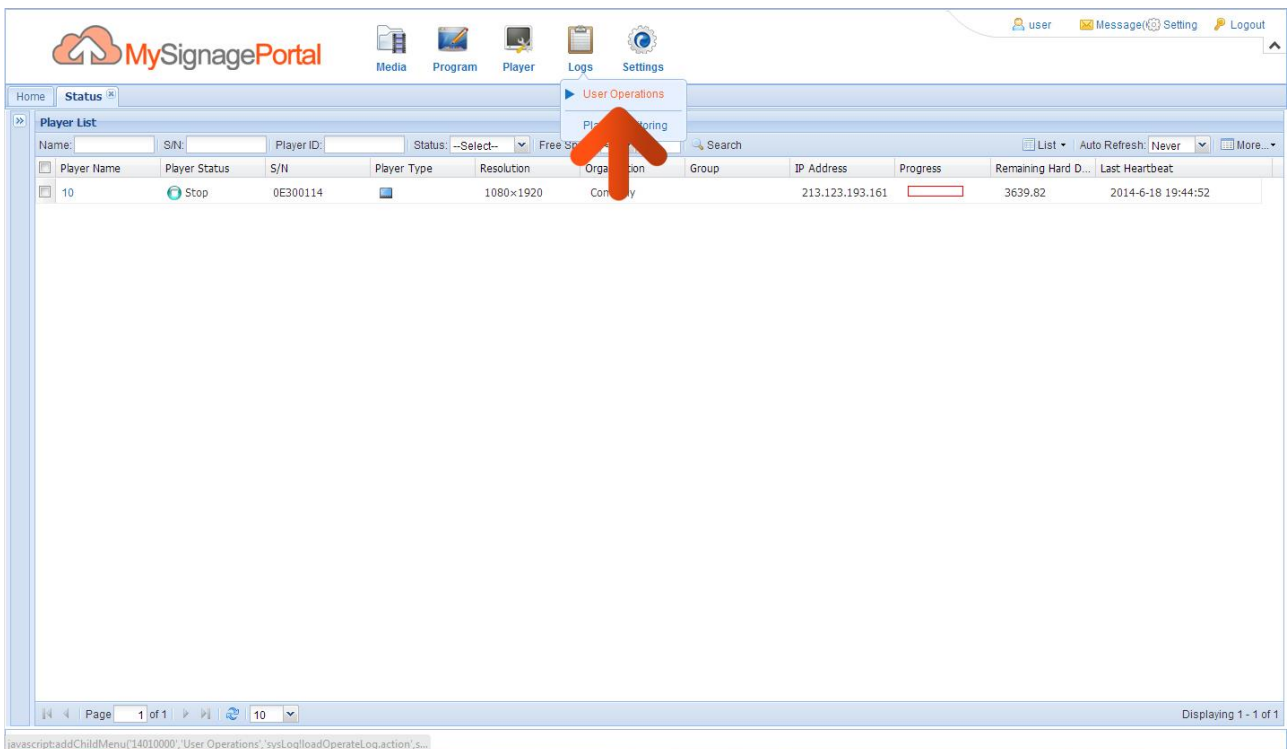 MySignagePortal
Media Program Player Logs Settings
user Message( Setting Logout
Home Status
User Operations
Player List
Name: S/N: Player ID: Status: --Select-- Free Search List Auto Refresh: Never More...
Player Name Player Status S/N Player Type Resolution Group IP Address Progress Remaining Hard D... Last Heartbeat
10 Stop 0E300114 1080×1920 213.123.193.161 3639.82 2014-6-18 19:44:52
Page 1 of 1 10 Displaying 1 - 1 of 1
javascript:addChildMenu('14010000','User Operations','sysLog!loadOperateLog.action',s...